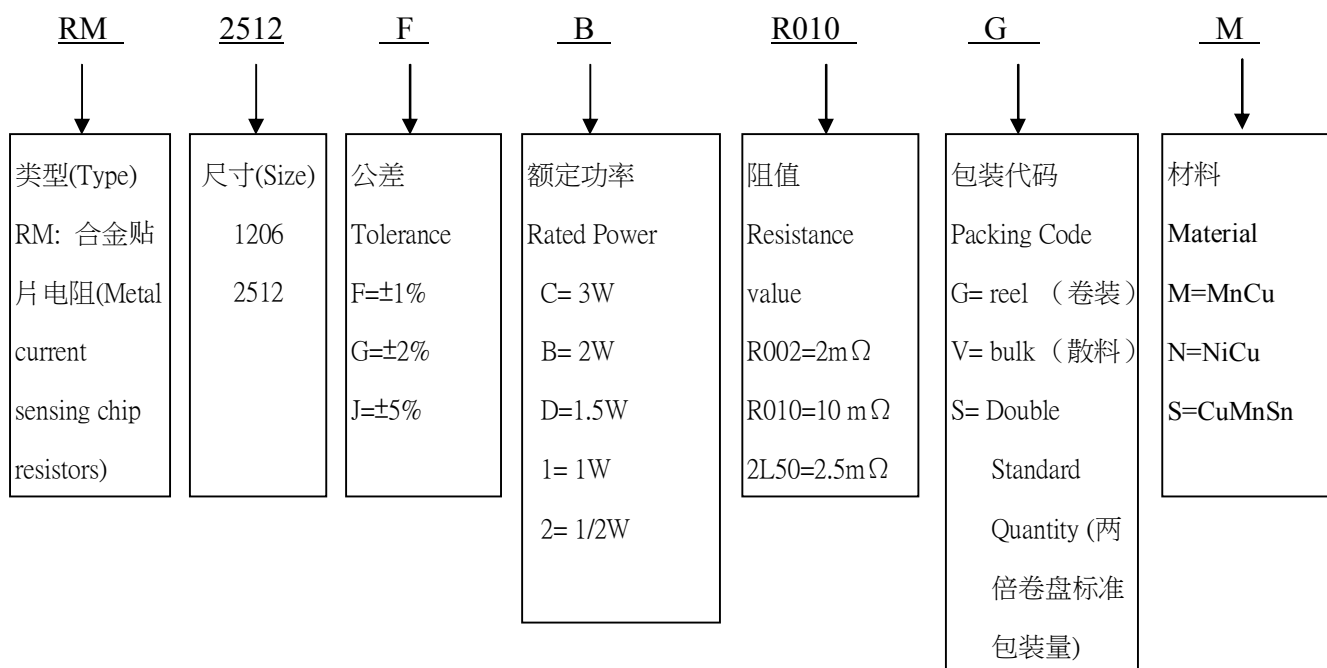 RM 2512 F B R010 G M
类型(Type)
RM: 合金贴
片电阻(Metal
current
sensing chip
resistors)
尺寸(Size)
1206
2512
公差
Tolerance
F=±1%
G=±2%
J=±5%
额定功率
Rated Power
C= 3W
B= 2W
D=1.5W
1= 1W
2= 1/2W
阻值
Resistance
value
R002=2mΩ
R010=10 mΩ
2L50=2.5mΩ
包装代码
Packing Code
G= reel （卷装）
V= bulk （散料）
S= Double
Standard
Quantity (两
倍卷盘标准
包装量)
材料
Material
M=MnCu
N=NiCu
S=CuMnSn